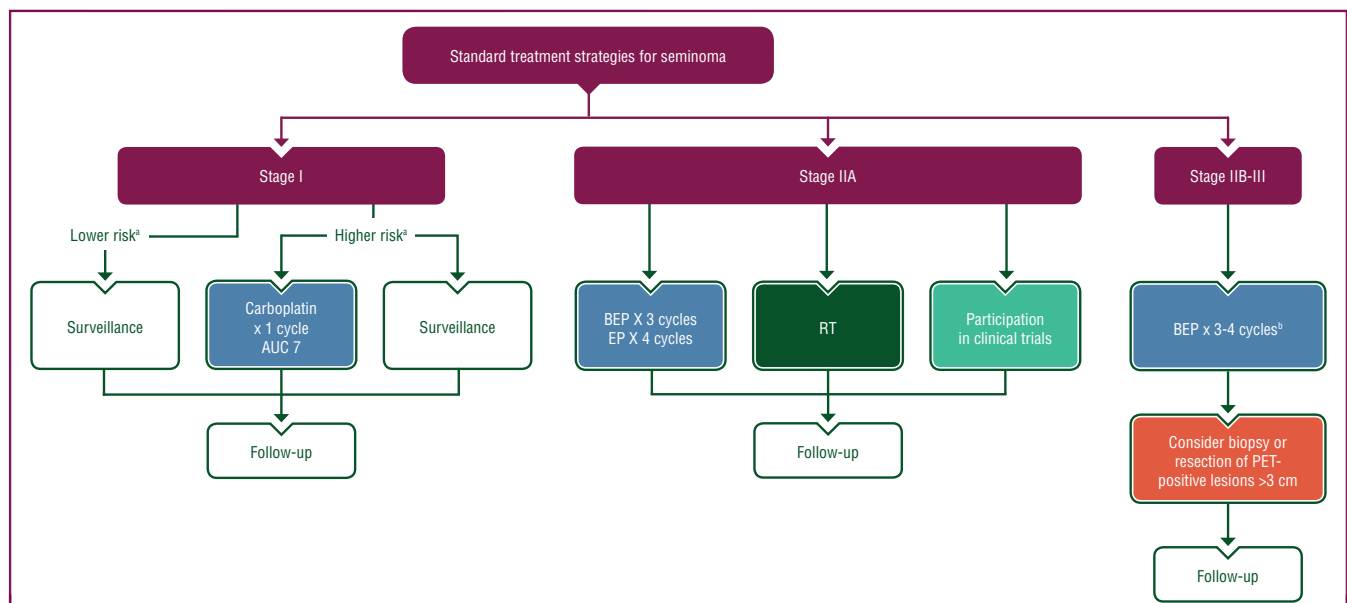 Standard treatment strategies for seminoma
Stage I
Stage IIA
Stage IIB-III
Lower riskᵃ
Higher riskᵃ
Surveillance
Carboplatin
x 1 cycle
AUC 7
Surveillance
BEP X 3 cycles
EP X 4 cycles
RT
Participation
in clinical trials
BEP x 3-4 cyclesᵇ
Follow-up
Follow-up
Consider biopsy or
resection of PET-
positive lesions >3 cm
Follow-up